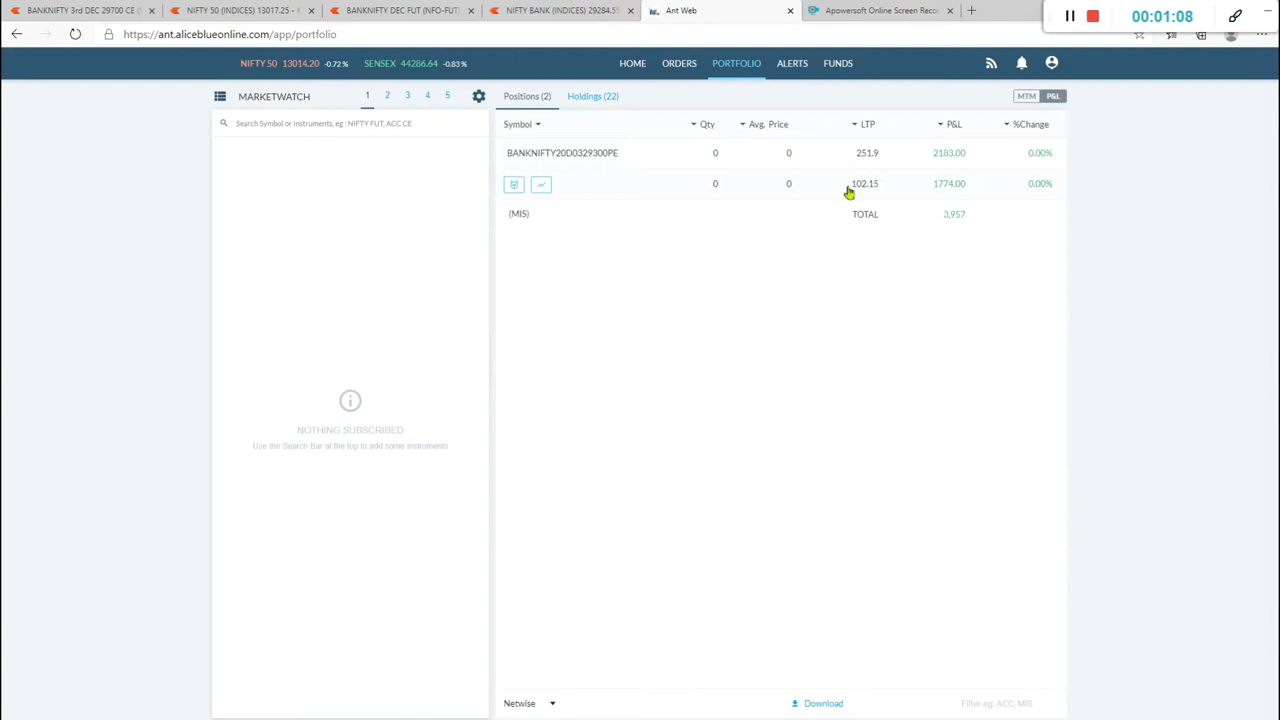 BANKNIFTY 3rd DEC 29700 CE (
NIFTY 50 (INDICES) 13017.25 -
BANKNIFTY DEC FUT (NFO-FUT)
NIFTY BANK (INDICES) 29284.55
Ant Web
Apowersoft Online Screen Reco
00:01:08
https://ant.aliceblueonline.com/app/portfolio
NIFTY 50 13014.20 -0.72 %
SENSEX 44286.64 -0.83 %
HOME ORDERS PORTFOLIO ALERTS FUNDS
MARKETWATCH 1 2 3 4 5
Positions (2) Holdings (22)
MTM P&L
Search Symbol or Instruments, eg : NIFTY FUT, ACC CE
Symbol Qty Avg. Price LTP P&L %Change
BANKNIFTY20D0329300PE 0 0 251.9 2183.00 0.00%
0 0 102.15 1774.00 0.00%
(MIS) TOTAL 3,957
NOTHING SUBSCRIBED
Use the Search Bar at the top to add some instruments
Netwise
Download
Filter eg: ACC, MIS